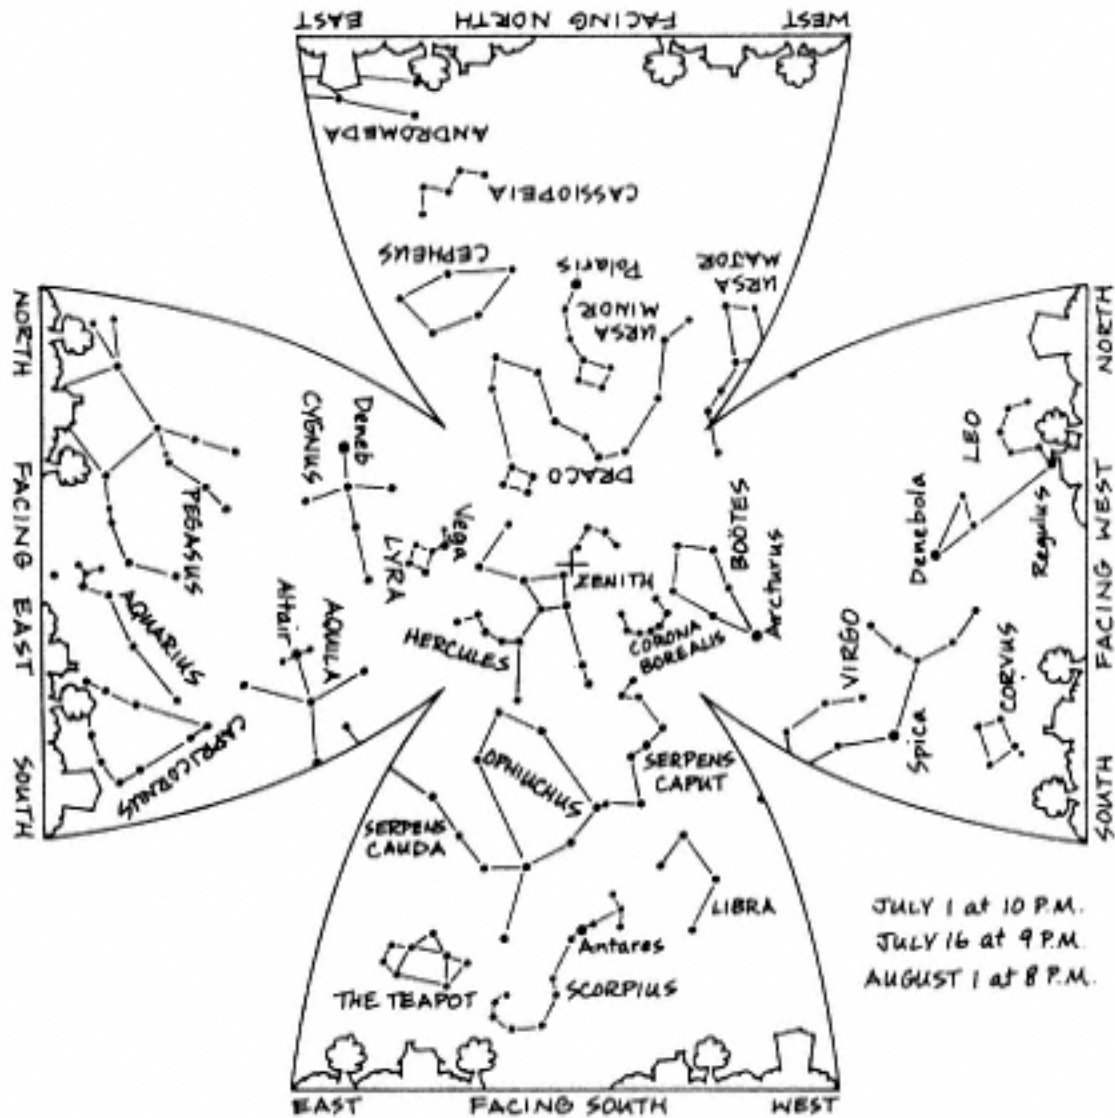 EAST
FACING NORTH
WEST
ANDROMEDA
CASSIOPEIA
CEPHEUS
Polaris
URSA
MINOR
URSA
MAJOR
DRACO
NORTH
FACING EAST
SOUTH
PEGASUS
CYGNUS
Deneb
LYRA
Vega
AQUARIUS
Altair
AQUILA
CAPRICORNUS
HERCULES
ZENITH
CORONA
BOREALIS
BOÖTES
Arcturus
NORTH
FACING WEST
SOUTH
LEO
Denebola
Regulus
VIRGO
Spica
CORVUS
OPHIUCHUS
SERPENS
CAPUT
SERPENS
CAUDA
LIBRA
Antares
SCORPIUS
THE TEAPOT
EAST
FACING SOUTH
WEST
JULY 1 at 10 P.M.
JULY 16 at 9 P.M.
AUGUST 1 at 8 P.M.